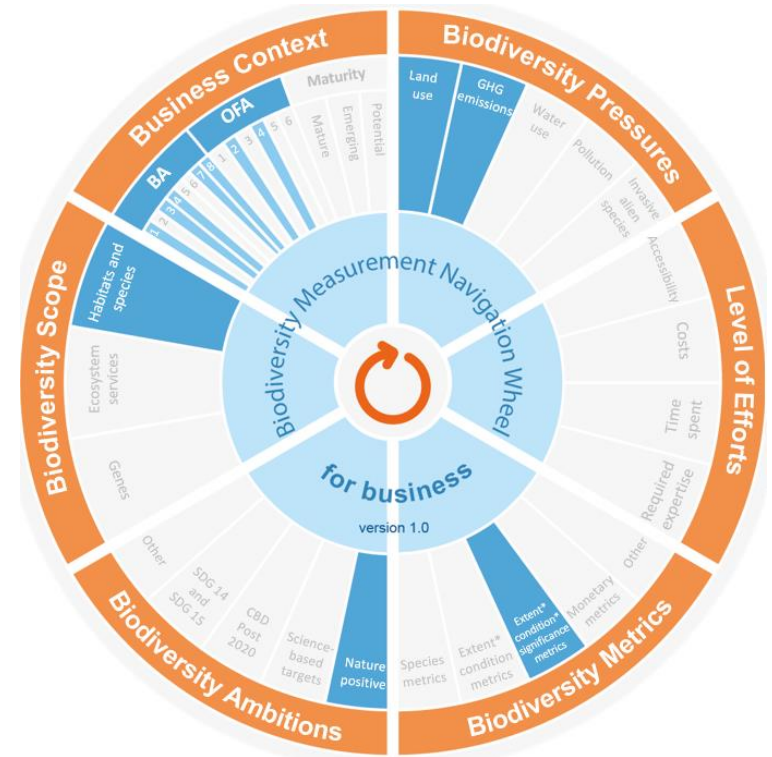 Business Context
BA
1
2
3
4
5
6
7
8
OFA
1
2
3
4
5
6
Maturity
Mature
Emerging
Potential
Biodiversity Pressures
Land
use
GHG
emissions
Water
use
Pollution
Invasive
alien
species
Level of Efforts
Accessibility
Costs
Time
spent
Required
expertise
Biodiversity Metrics
Other
Monetary
metrics
Extent*
condition*
significance
metrics
Extent*
condition
metrics
Species
metrics
Biodiversity Ambitions
Nature
positive
Science-
based
targets
CBD
Post
2020
SDG 14
and
SDG 15
Other
Biodiversity Scope
Genes
Ecosystem
services
Habitats and
species
Biodiversity Measurement Navigation Wheel
for business
version 1.0